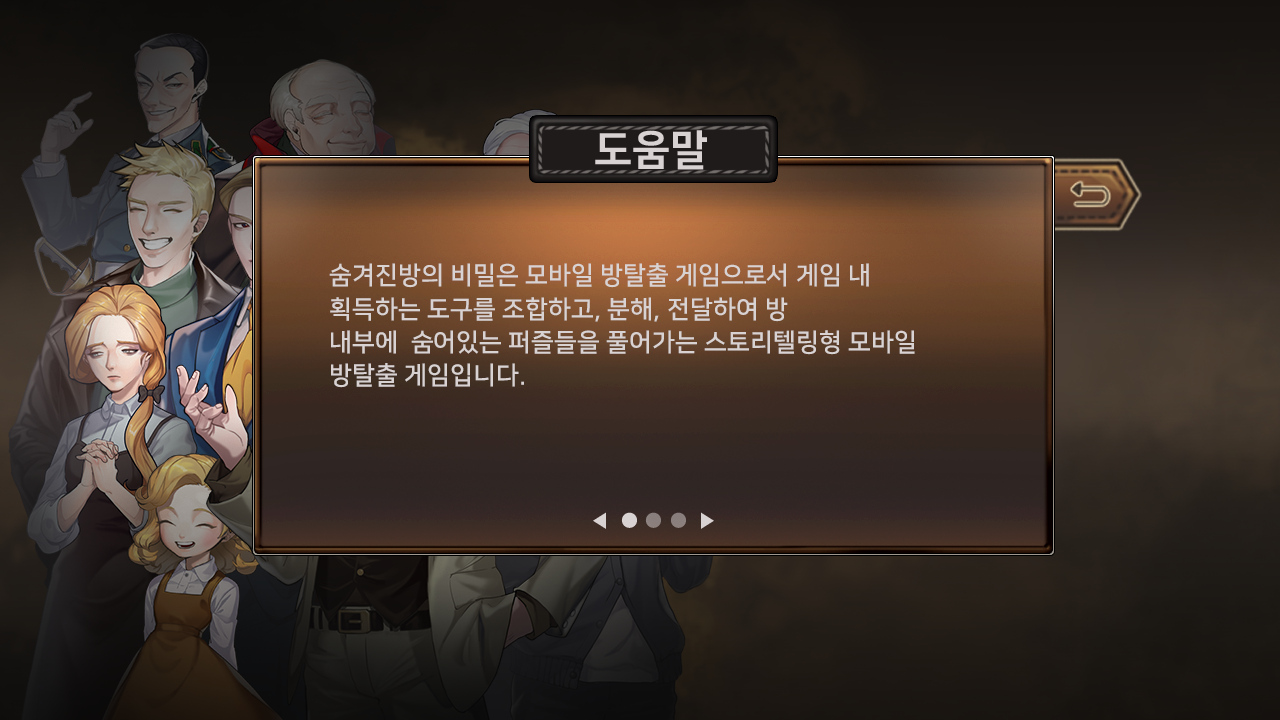 도움말
숨겨진방의 비밀은 모바일 방탈출 게임으로서 게임 내
획득하는 도구를 조합하고, 분해, 전달하여 방
내부에  숨어있는 퍼즐들을 풀어가는 스토리텔링형 모바일
방탈출 게임입니다.